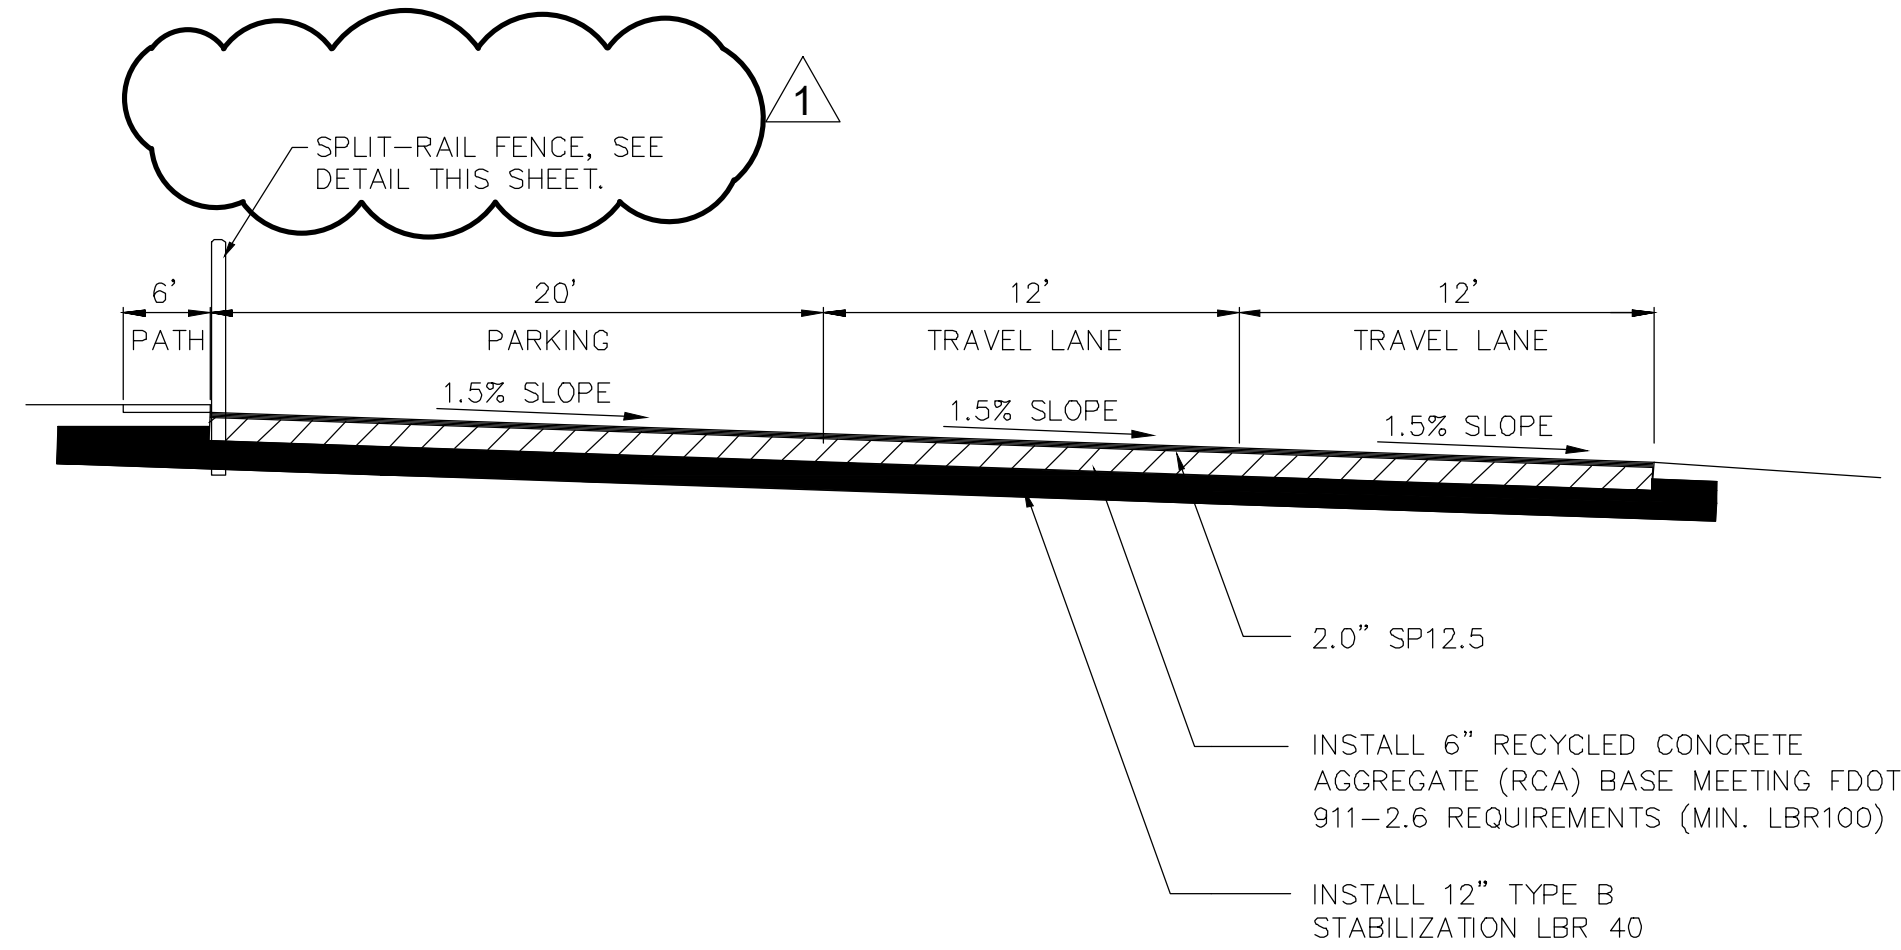 1
SPLIT-RAIL FENCE, SEE
DETAIL THIS SHEET.
6' 20' 12' 12'
PATH PARKING TRAVEL LANE TRAVEL LANE
1.5% SLOPE
1.5% SLOPE
1.5% SLOPE
2.0" SP12.5
INSTALL 6" RECYCLED CONCRETE
AGGREGATE (RCA) BASE MEETING FDOT
911-2.6 REQUIREMENTS (MIN. LBR100)
INSTALL 12" TYPE B
STABILIZATION LBR 40